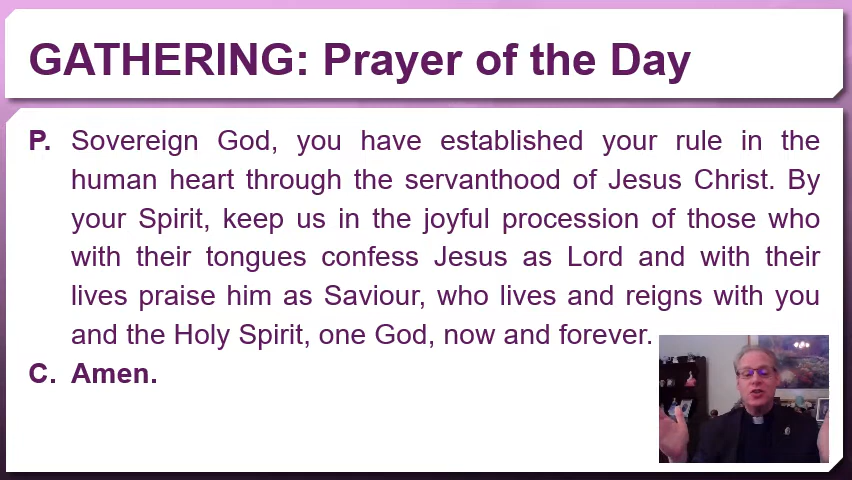 GATHERING: Prayer of the Day
P. Sovereign God, you have established your rule in the
human heart through the servanthood of Jesus Christ. By
your Spirit, keep us in the joyful procession of those who
with their tongues confess Jesus as Lord and with their
lives praise him as Saviour, who lives and reigns with you
and the Holy Spirit, one God, now and forever.
C. Amen.